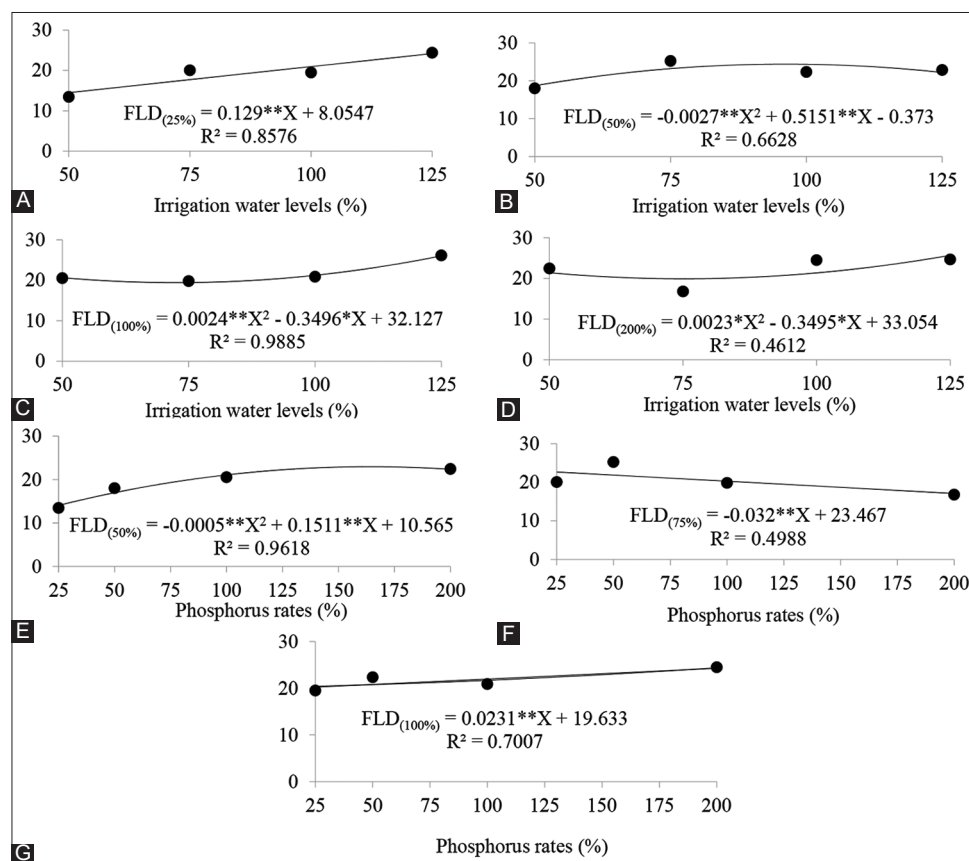 30
20
10
0
FLD(25%) = 0.129**X + 8.0547
R² = 0.8576
50 75 100 125
Irrigation water levels (%)
A
30
20
10
0
FLD(50%) = -0.0027**X² + 0.5151**X - 0.373
R² = 0.6628
50 75 100 125
Irrigation water levels (%)
B
30
20
10
0
FLD(100%) = 0.0024**X² - 0.3496*X + 32.127
R² = 0.9885
50 75 100 125
Irrigation water levels (%)
C
30
20
10
0
FLD(200%) = 0.0023*X² - 0.3495*X + 33.054
R² = 0.4612
50 75 100 125
Irrigation water levels (%)
D
30
20
10
0
FLD(50%) = -0.0005**X² + 0.1511**X + 10.565
R² = 0.9618
25 50 75 100 125 150 175 200
Phosphorus rates (%)
E
30
20
10
0
FLD(75%) = -0.032**X + 23.467
R² = 0.4988
25 50 75 100 125 150 175 200
Phosphorus rates (%)
F
30
20
10
0
FLD(100%) = 0.0231**X + 19.633
R² = 0.7007
25 50 75 100 125 150 175 200
Phosphorus rates (%)
G